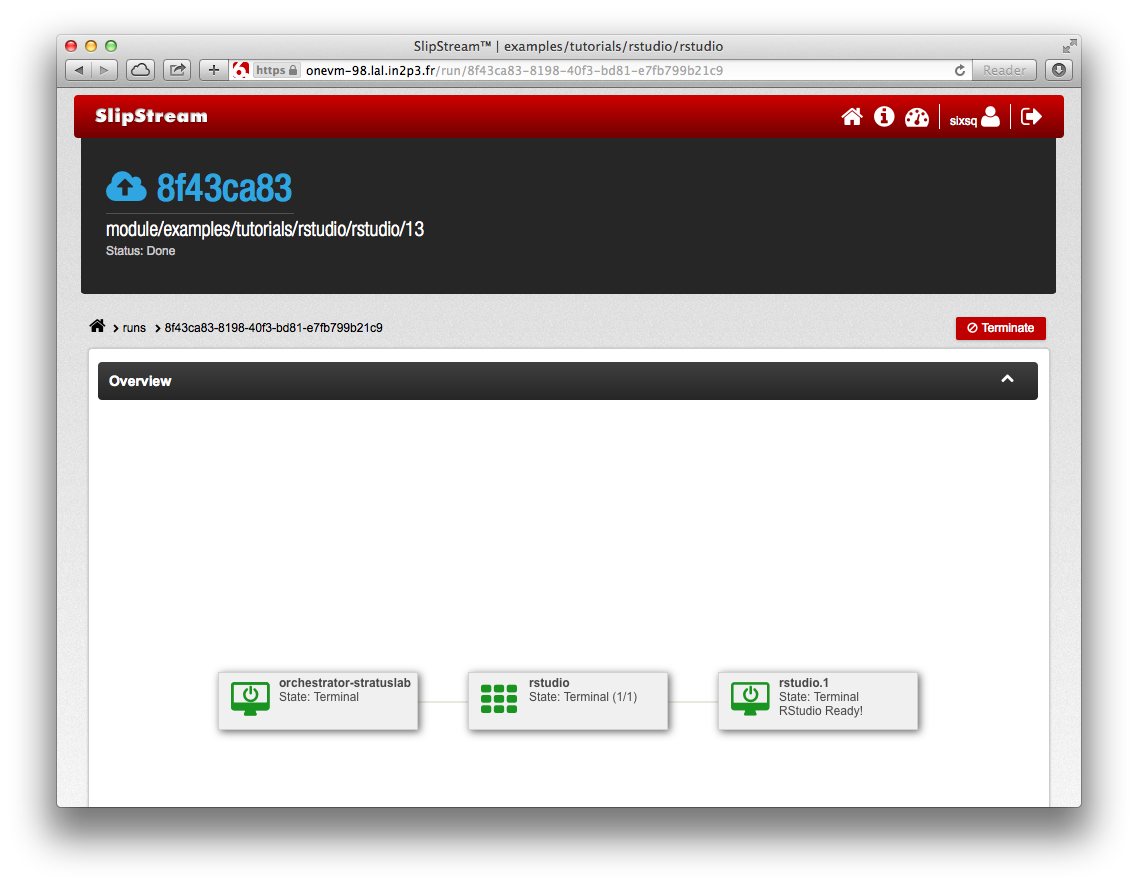 SlipStream™ | examples/tutorials/rstudio/rstudio
https onevm-98.lal.in2p3.fr/run/8f43ca83-8198-40f3-bd81-e7fb799b21c9 Reader
SlipStream
sixsq
8f43ca83
module/examples/tutorials/rstudio/rstudio/13
Status: Done
runs 8f43ca83-8198-40f3-bd81-e7fb799b21c9
Terminate
Overview
orchestrator-stratuslab
State: Terminal
rstudio
State: Terminal (1/1)
rstudio.1
State: Terminal
RStudio Ready!